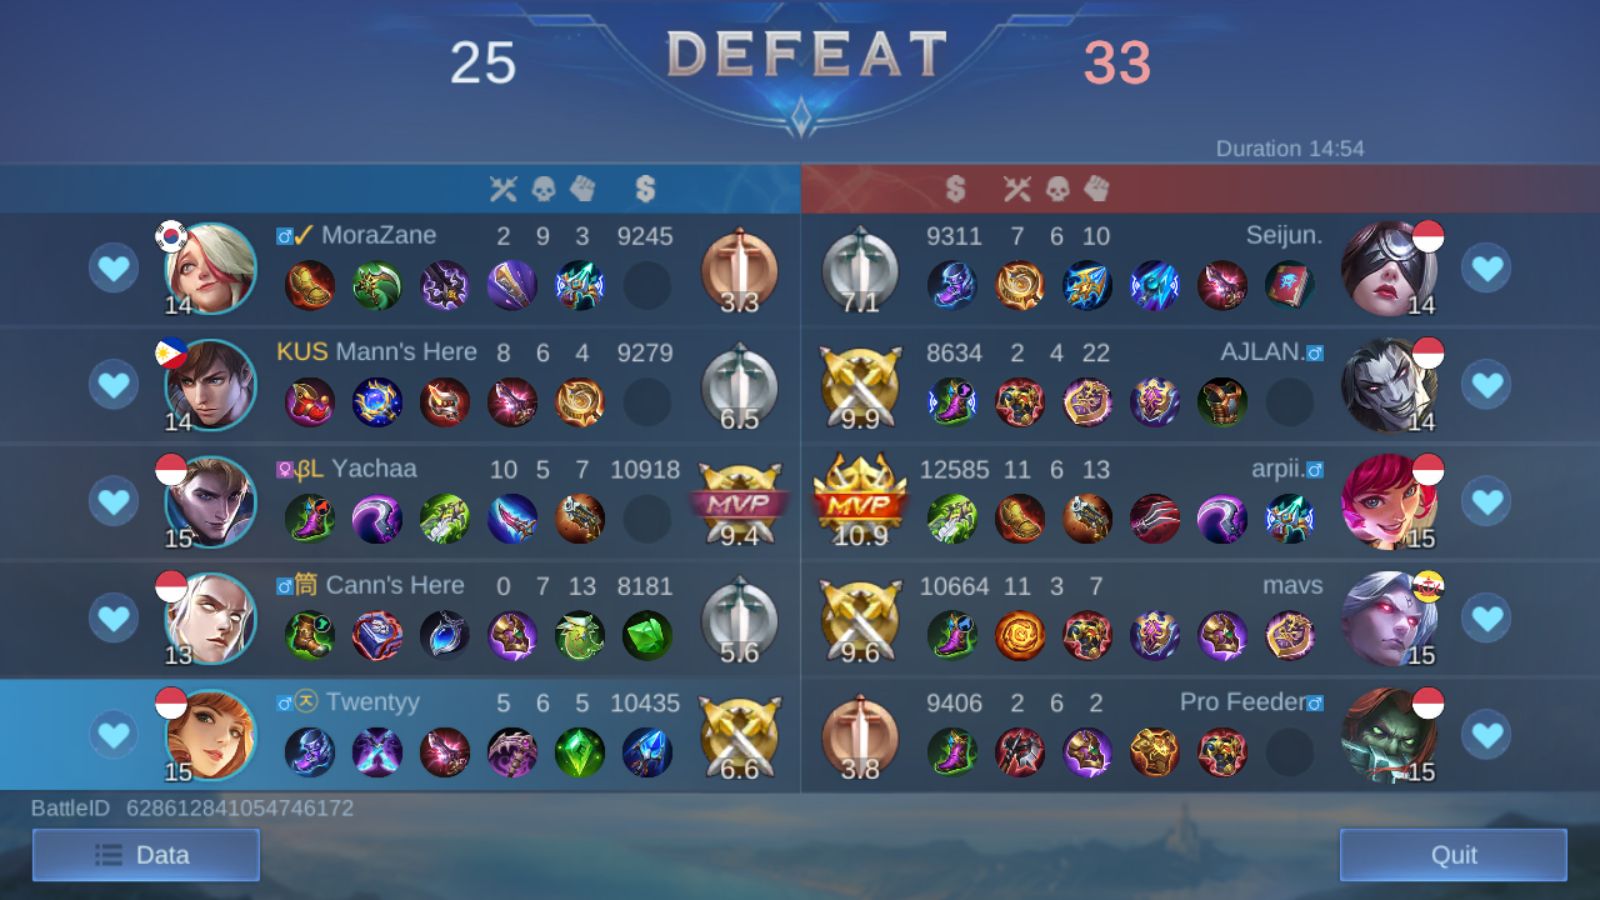 25 DEFEAT 33
Duration 14:54
MoraZane 2 9 3 9245 3.3 14
7.1 9311 7 6 10 Seijun. 14
KUS Mann's Here 8 6 4 9279 6.5 14
9.9 8634 2 4 22 AJLAN. 14
βL Yachaa 10 5 7 10918 MVP 9.4 15
MVP 10.9 12585 11 6 13 arpii. 15
筒 Cann's Here 0 7 13 8181 5.6 13
9.6 10664 11 3 7 mavs 15
Twentyy 5 6 5 10435 6.6 15
3.8 9406 2 6 2 Pro Feeder 15
BattleID 628612841054746172
Data
Quit